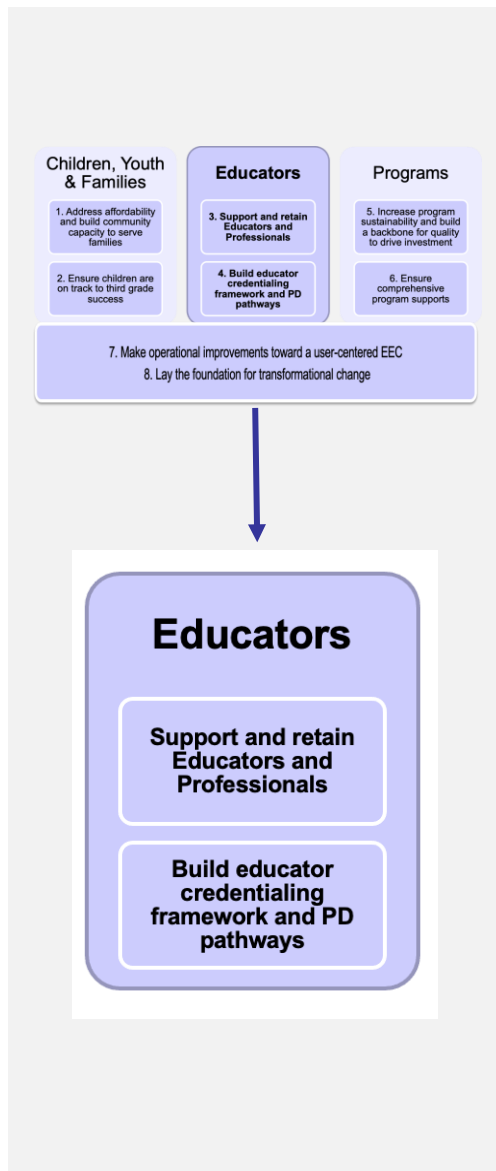 Children, Youth
& Families
1. Address affordability
and build community
capacity to serve
families
2. Ensure children are
on track to third grade
success
Educators
3. Support and retain
Educators and
Professionals
4. Build educator
credentialing
framework and PD
pathways
Programs
5. Increase program
sustainability and build
a backbone for quality
to drive investment
6. Ensure
comprehensive
program supports
7. Make operational improvements toward a user-centered EEC
8. Lay the foundation for transformational change
Educators
Support and retain
Educators and
Professionals
Build educator
credentialing
framework and PD
pathways